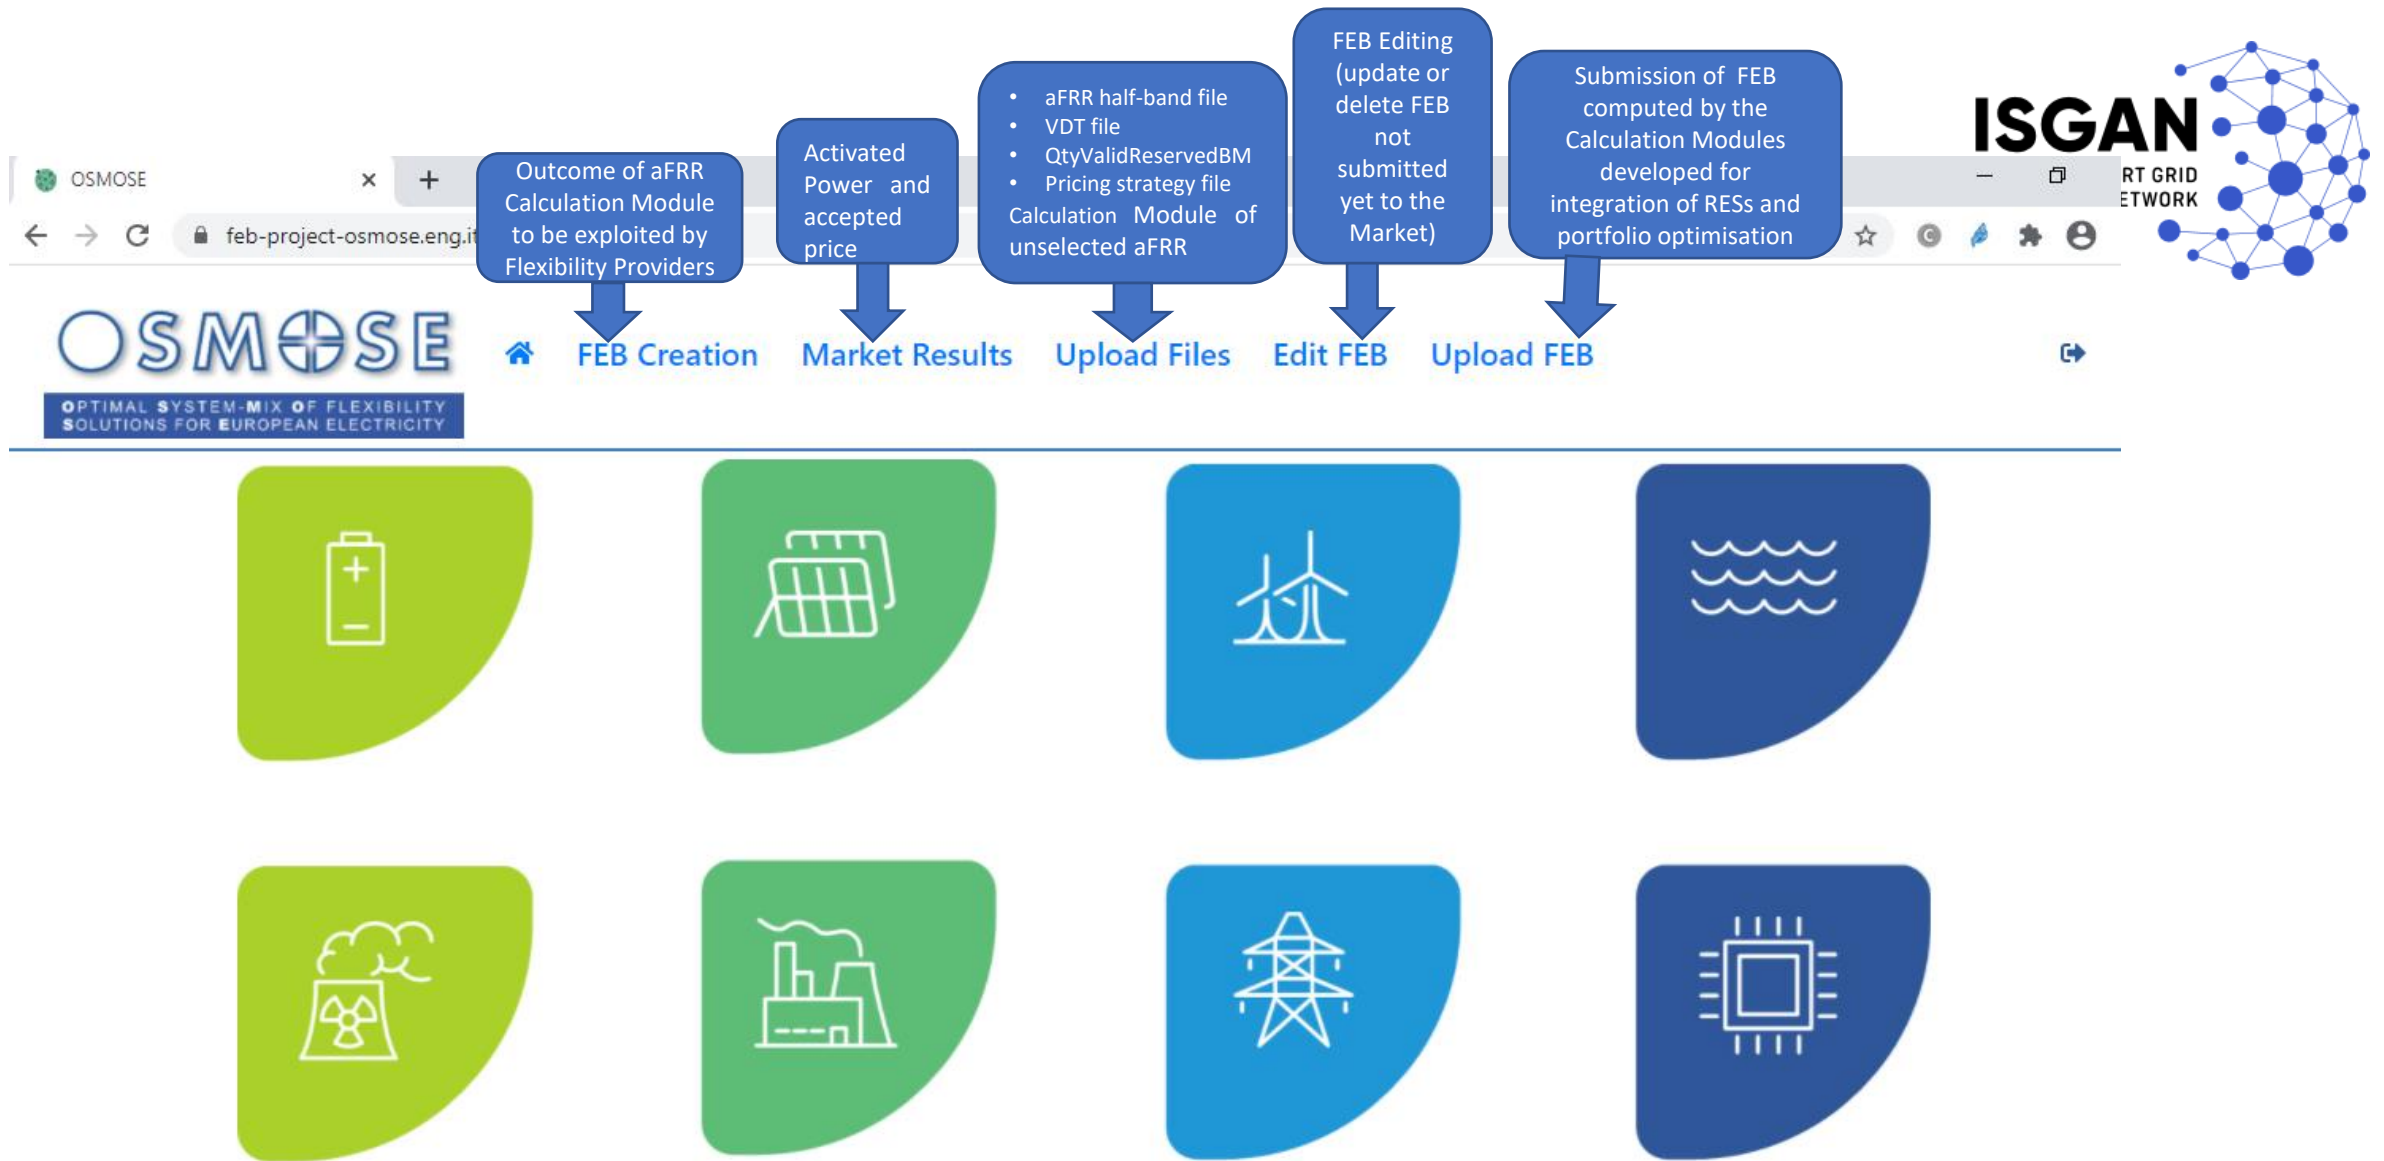 FEB Editing
(update or
delete FEB
not
submitted
yet to the
Market)
Submission of FEB
computed by the
Calculation Modules
developed for
integration of RESs and
portfolio optimisation
• aFRR half-band file
• VDT file
• QtyValidReservedBM
• Pricing strategy file
Calculation Module of
unselected aFRR
Activated
Power and
accepted
price
Outcome of aFRR
Calculation Module
to be exploited by
Flexibility Providers
ISGAN
RT GRID
ETWORK
OSMOSE
feb-project-osmose.eng.it
OSMOSE
OPTIMAL SYSTEM-MIX OF FLEXIBILITY
SOLUTIONS FOR EUROPEAN ELECTRICITY
FEB Creation
Market Results
Upload Files
Edit FEB
Upload FEB